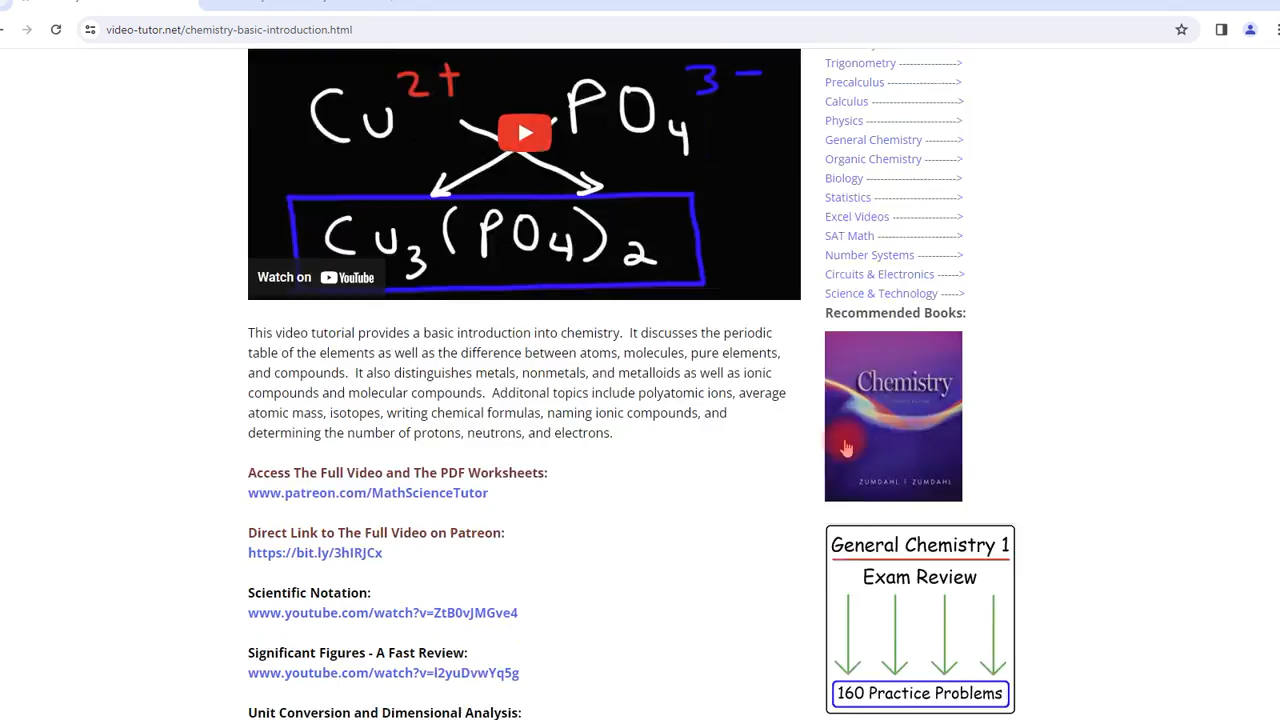 video-tutor.net/chemistry-basic-introduction.html
Cu 2+ PO4 3-
Cu3(PO4)2
Watch on YouTube
This video tutorial provides a basic introduction into chemistry. It discusses the periodic
table of the elements as well as the difference between atoms, molecules, pure elements,
and compounds. It also distinguishes metals, nonmetals, and metalloids as well as ionic
compounds and molecular compounds. Additonal topics include polyatomic ions, average
atomic mass, isotopes, writing chemical formulas, naming ionic compounds, and
determining the number of protons, neutrons, and electrons.
Access The Full Video and The PDF Worksheets:
www.patreon.com/MathScienceTutor
Direct Link to The Full Video on Patreon:
https://bit.ly/3hIRJCx
Scientific Notation:
www.youtube.com/watch?v=ZtB0vJMGve4
Significant Figures - A Fast Review:
www.youtube.com/watch?v=l2yuDvwYq5g
Unit Conversion and Dimensional Analysis:
Trigonometry --------------->
Precalculus ----------------->
Calculus -------------------->
Physics --------------------->
General Chemistry -------->
Organic Chemistry -------->
Biology --------------------->
Statistics ------------------->
Excel Videos --------------->
SAT Math ------------------>
Number Systems ---------->
Circuits & Electronics ----->
Science & Technology ----->
Recommended Books:
Chemistry
ZUMDAHL | ZUMDAHL
General Chemistry 1
Exam Review
160 Practice Problems